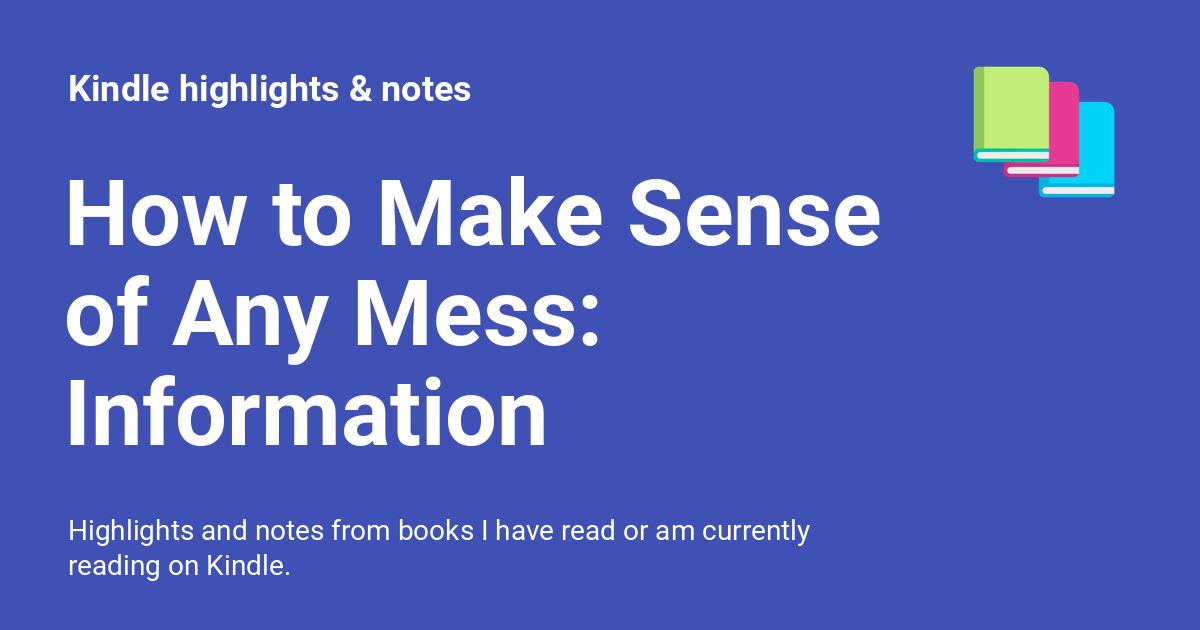 Kindle highlights & notes
How to Make Sense
of Any Mess:
Information
Highlights and notes from books I have read or am currently
reading on Kindle.